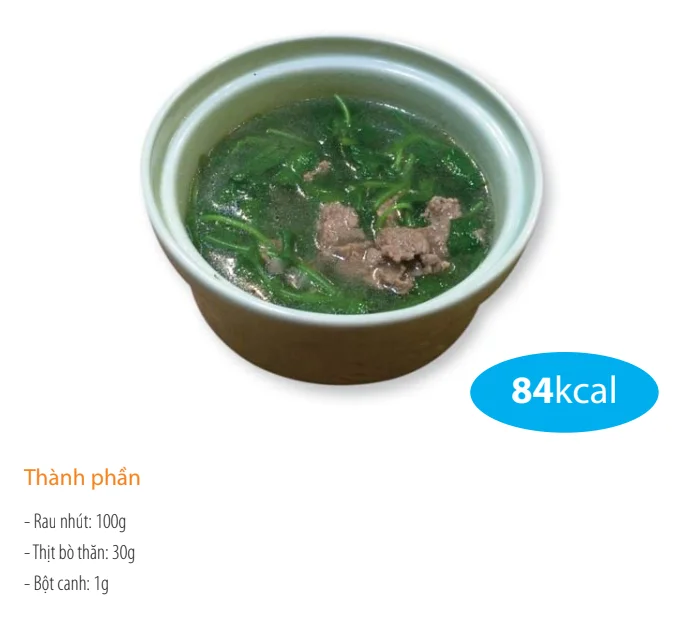 84kcal
Thành phần
- Rau nhút: 100g
- Thịt bò thăn: 30g
- Bột canh: 1g